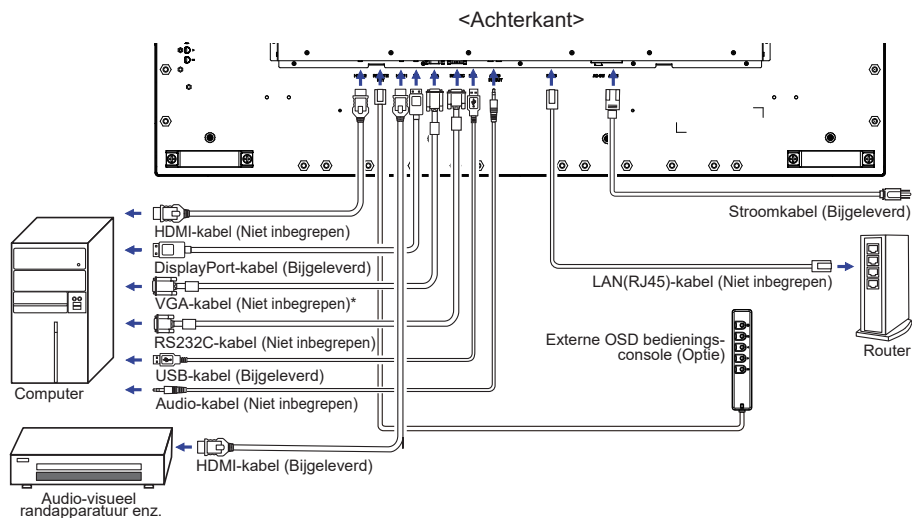 <Achterkant>
HDMI-kabel (Niet inbegrepen)
DisplayPort-kabel (Bijgeleverd)
VGA-kabel (Niet inbegrepen)*
RS232C-kabel (Niet inbegrepen)
USB-kabel (Bijgeleverd)
Audio-kabel (Niet inbegrepen)
Computer
HDMI-kabel (Bijgeleverd)
Audio-visueel
randapparatuur enz.
Stroomkabel (Bijgeleverd)
LAN(RJ45)-kabel (Niet inbegrepen)
Externe OSD bedienings-
console (Optie)
Router